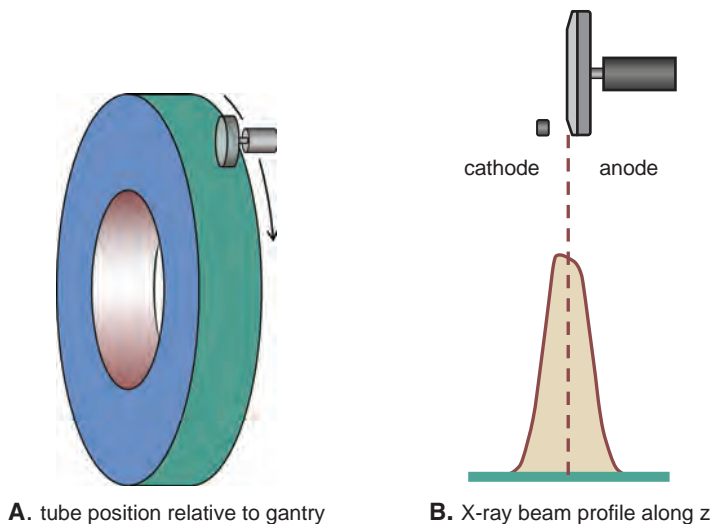 cathode
anode
A. tube position relative to gantry
B. X-ray beam profile along z